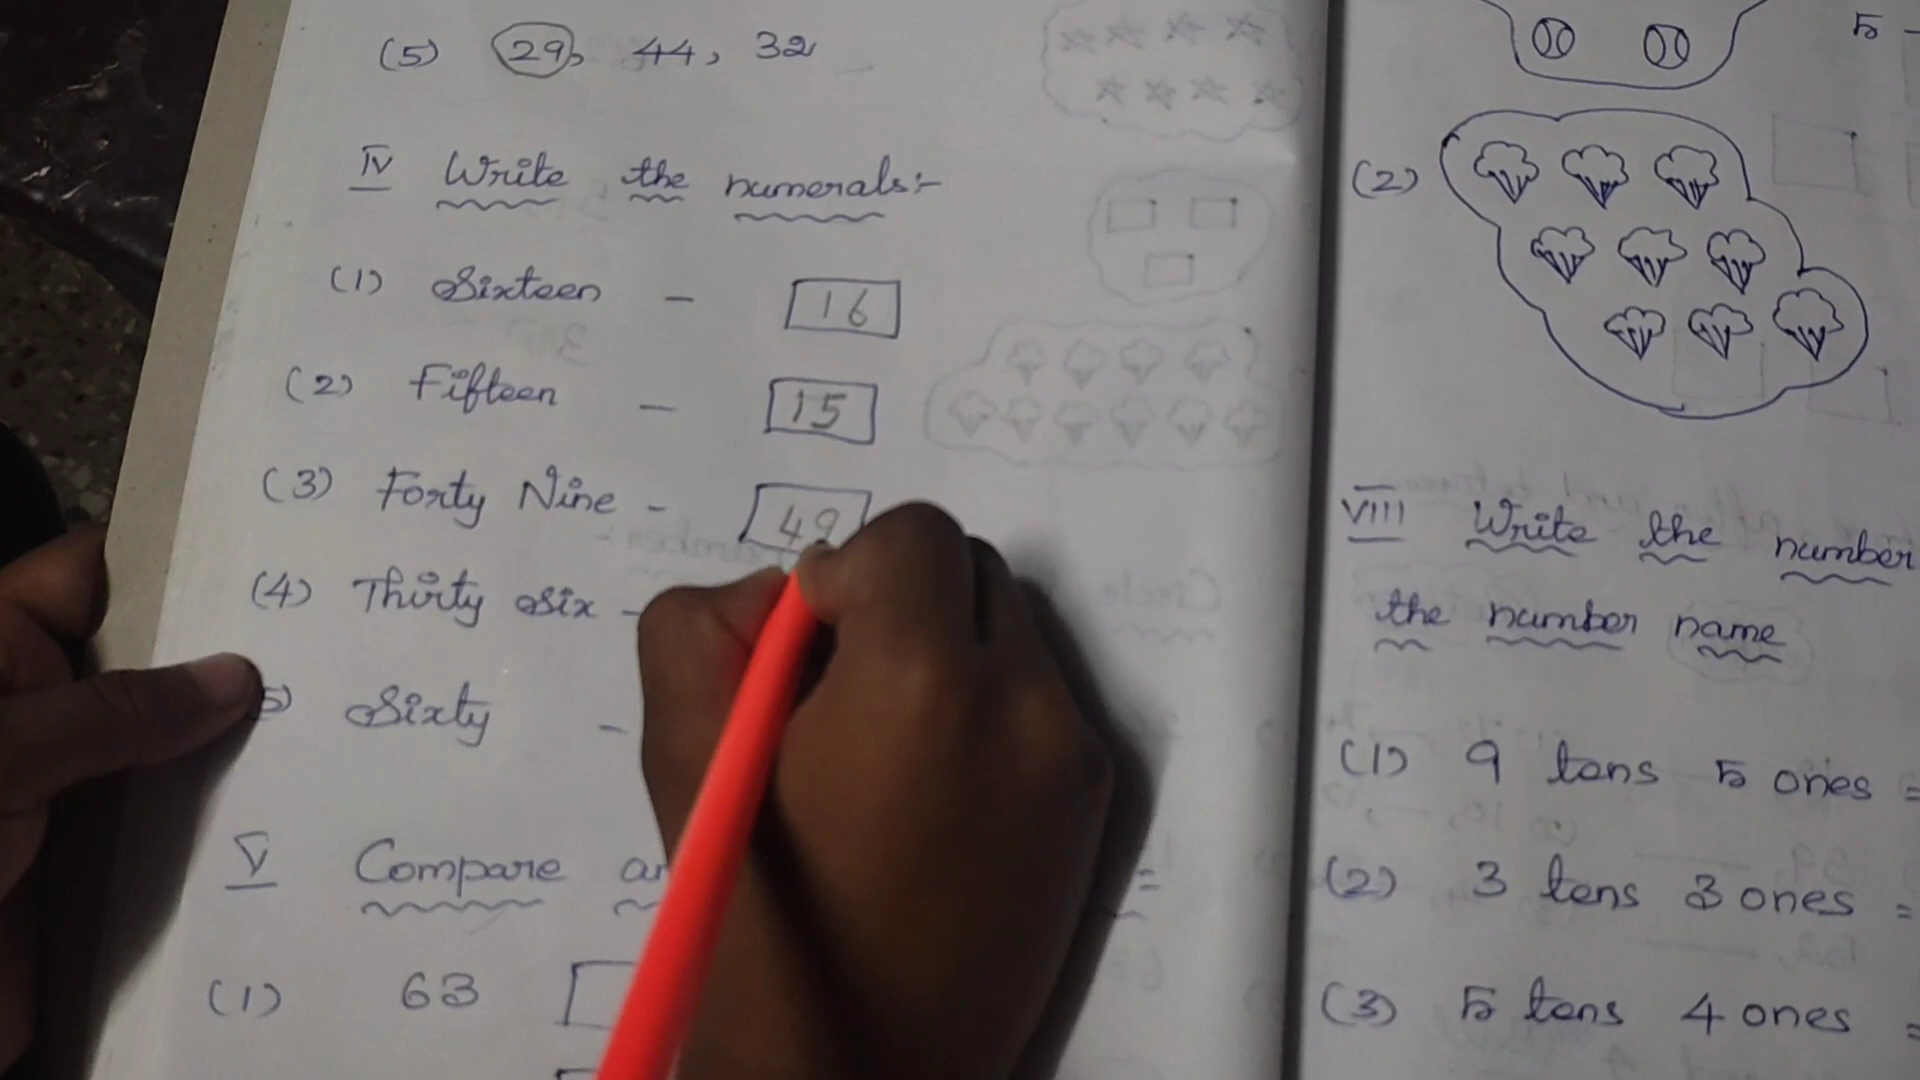 (5) 29, 44, 32
IV Write the numerals:-
(1) Sixteen - 16
(2) Fifteen - 15
(3) Forty Nine - 49
(4) Thirty six -
5) Sixty -
V Compare
(1) 63
5 -
(2)
VIII Write the number
the number name
(1) 9 tens 5 ones =
(2) 3 tens 3 ones =
(3) 5 tens 4 ones =